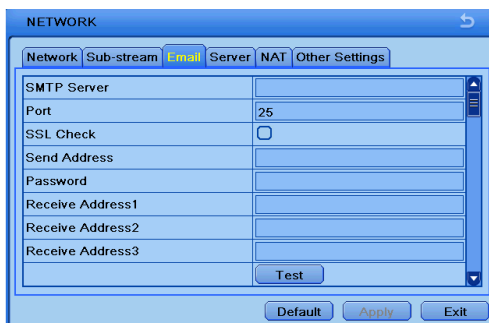 NETWORK
Network Sub-stream Email Server NAT Other Settings
SMTP Server
Port 25
SSL Check
Send Address
Password
Receive Address1
Receive Address2
Receive Address3
Test
Default Apply Exit